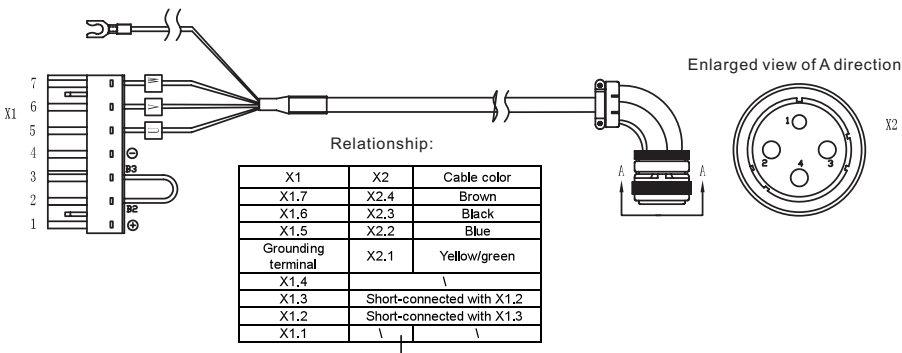 Enlarged view of A direction
X1
7
6
5
4
3
2
1
W
V
U
⊖
B3
B2
⊕
A
A
1
2
3
4
X2
Relationship:
X1 X2 Cable color
X1.7 X2.4 Brown
X1.6 X2.3 Black
X1.5 X2.2 Blue
Grounding
terminal X2.1 Yellow/green
X1.4 \
X1.3 Short-connected with X1.2
X1.2 Short-connected with X1.3
X1.1 \ \